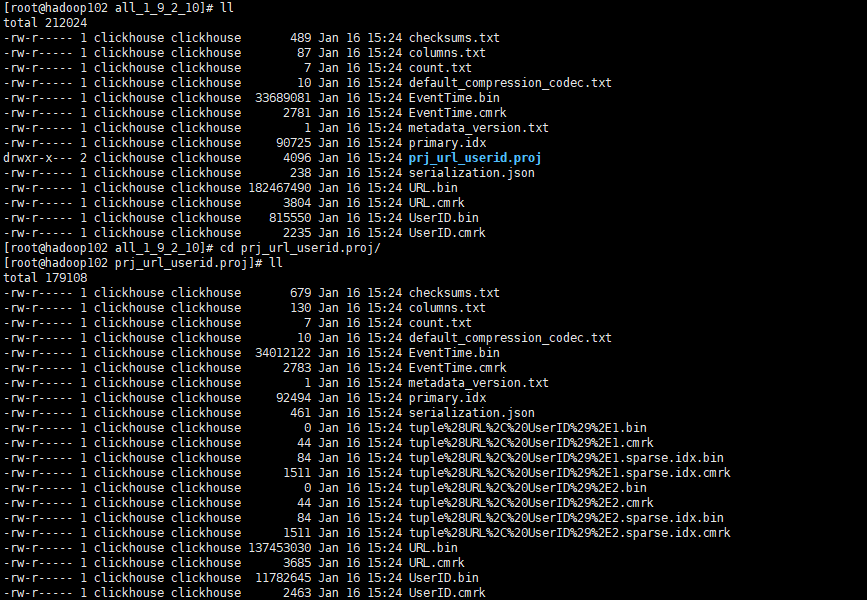 [root@hadoop102 all_1_9_2_10]# ll
total 212024
-rw-r----- 1 clickhouse clickhouse       489 Jan 16 15:24 checksums.txt
-rw-r----- 1 clickhouse clickhouse        87 Jan 16 15:24 columns.txt
-rw-r----- 1 clickhouse clickhouse         7 Jan 16 15:24 count.txt
-rw-r----- 1 clickhouse clickhouse        10 Jan 16 15:24 default_compression_codec.txt
-rw-r----- 1 clickhouse clickhouse  33689081 Jan 16 15:24 EventTime.bin
-rw-r----- 1 clickhouse clickhouse      2781 Jan 16 15:24 EventTime.cmrk
-rw-r----- 1 clickhouse clickhouse         1 Jan 16 15:24 metadata_version.txt
-rw-r----- 1 clickhouse clickhouse     90725 Jan 16 15:24 primary.idx
drwxr-x--- 2 clickhouse clickhouse      4096 Jan 16 15:24 prj_url_userid.proj
-rw-r----- 1 clickhouse clickhouse       238 Jan 16 15:24 serialization.json
-rw-r----- 1 clickhouse clickhouse 182467490 Jan 16 15:24 URL.bin
-rw-r----- 1 clickhouse clickhouse      3804 Jan 16 15:24 URL.cmrk
-rw-r----- 1 clickhouse clickhouse    815550 Jan 16 15:24 UserID.bin
-rw-r----- 1 clickhouse clickhouse      2235 Jan 16 15:24 UserID.cmrk
[root@hadoop102 all_1_9_2_10]# cd prj_url_userid.proj/
[root@hadoop102 prj_url_userid.proj]# ll
total 179108
-rw-r----- 1 clickhouse clickhouse       679 Jan 16 15:24 checksums.txt
-rw-r----- 1 clickhouse clickhouse       130 Jan 16 15:24 columns.txt
-rw-r----- 1 clickhouse clickhouse         7 Jan 16 15:24 count.txt
-rw-r----- 1 clickhouse clickhouse        10 Jan 16 15:24 default_compression_codec.txt
-rw-r----- 1 clickhouse clickhouse  34012122 Jan 16 15:24 EventTime.bin
-rw-r----- 1 clickhouse clickhouse      2783 Jan 16 15:24 EventTime.cmrk
-rw-r----- 1 clickhouse clickhouse         1 Jan 16 15:24 metadata_version.txt
-rw-r----- 1 clickhouse clickhouse     92494 Jan 16 15:24 primary.idx
-rw-r----- 1 clickhouse clickhouse       461 Jan 16 15:24 serialization.json
-rw-r----- 1 clickhouse clickhouse         0 Jan 16 15:24 tuple%28URL%2C%20UserID%29%2E1.bin
-rw-r----- 1 clickhouse clickhouse        44 Jan 16 15:24 tuple%28URL%2C%20UserID%29%2E1.cmrk
-rw-r----- 1 clickhouse clickhouse        84 Jan 16 15:24 tuple%28URL%2C%20UserID%29%2E1.sparse.idx.bin
-rw-r----- 1 clickhouse clickhouse      1511 Jan 16 15:24 tuple%28URL%2C%20UserID%29%2E1.sparse.idx.cmrk
-rw-r----- 1 clickhouse clickhouse         0 Jan 16 15:24 tuple%28URL%2C%20UserID%29%2E2.bin
-rw-r----- 1 clickhouse clickhouse        44 Jan 16 15:24 tuple%28URL%2C%20UserID%29%2E2.cmrk
-rw-r----- 1 clickhouse clickhouse        84 Jan 16 15:24 tuple%28URL%2C%20UserID%29%2E2.sparse.idx.bin
-rw-r----- 1 clickhouse clickhouse      1511 Jan 16 15:24 tuple%28URL%2C%20UserID%29%2E2.sparse.idx.cmrk
-rw-r----- 1 clickhouse clickhouse 137453030 Jan 16 15:24 URL.bin
-rw-r----- 1 clickhouse clickhouse      3685 Jan 16 15:24 URL.cmrk
-rw-r----- 1 clickhouse clickhouse  11782645 Jan 16 15:24 UserID.bin
-rw-r----- 1 clickhouse clickhouse      2463 Jan 16 15:24 UserID.cmrk